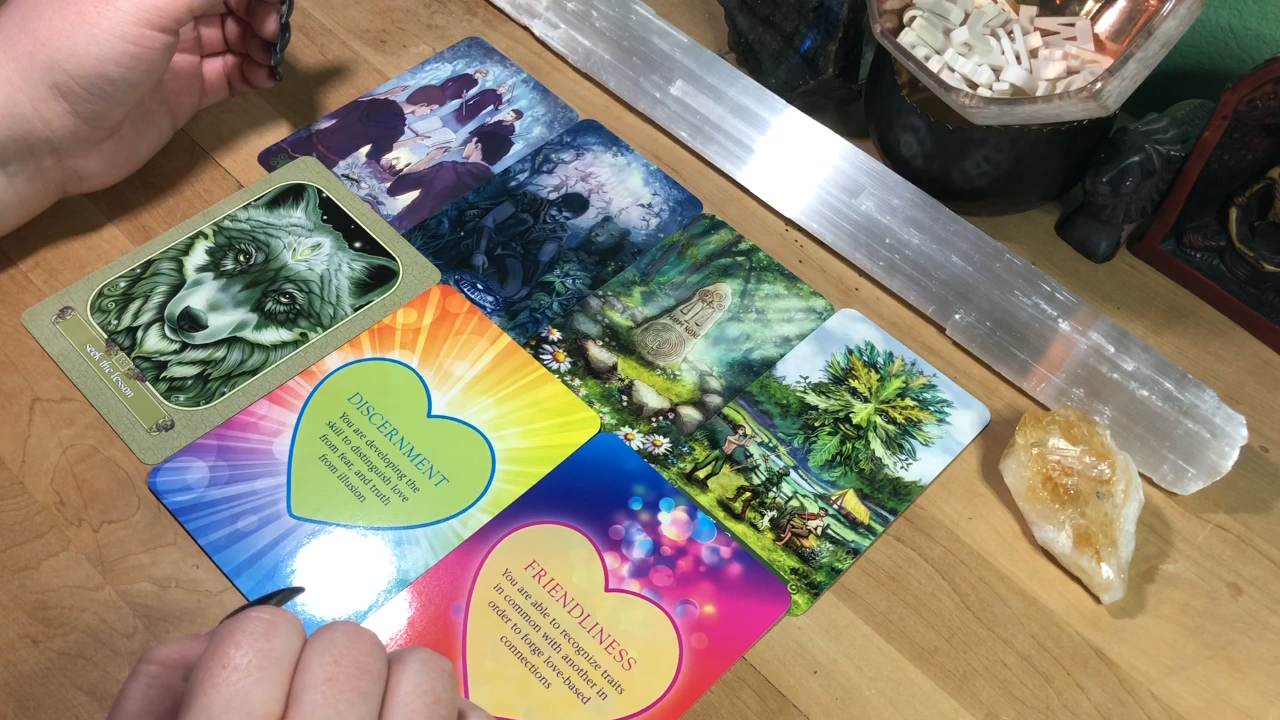 seek the lesson
DISCERNMENT
You are developing the
skill to distinguish love
from fear, and truth
from illusion
FRIENDLINESS
You are able to recognize traits
in common with another in
order to forge love-based
connections